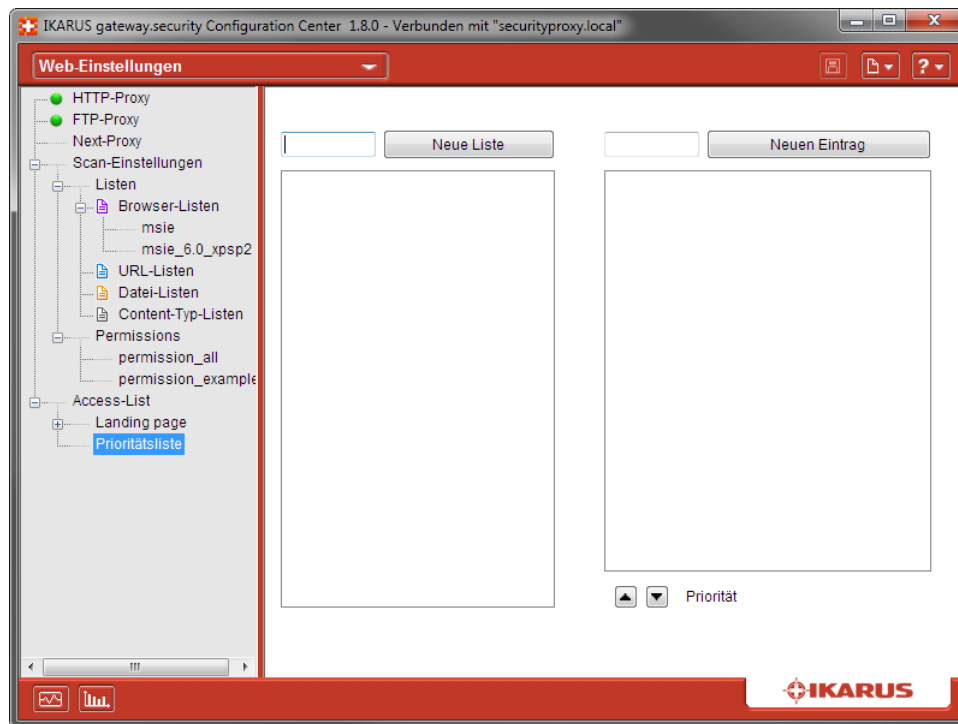 IKARUS gateway.security Configuration Center 1.8.0 - Verbunden mit "securityproxy.local"
Web-Einstellungen
HTTP-Proxy
FTP-Proxy
Next-Proxy
Scan-Einstellungen
Listen
Browser-Listen
msie
msie_6.0_xpsp2
URL-Listen
Datei-Listen
Content-Typ-Listen
Permissions
permission_all
permission_example
Access-List
Landing page
Prioritätsliste
Neue Liste
Neuen Eintrag
Priorität
IKARUS